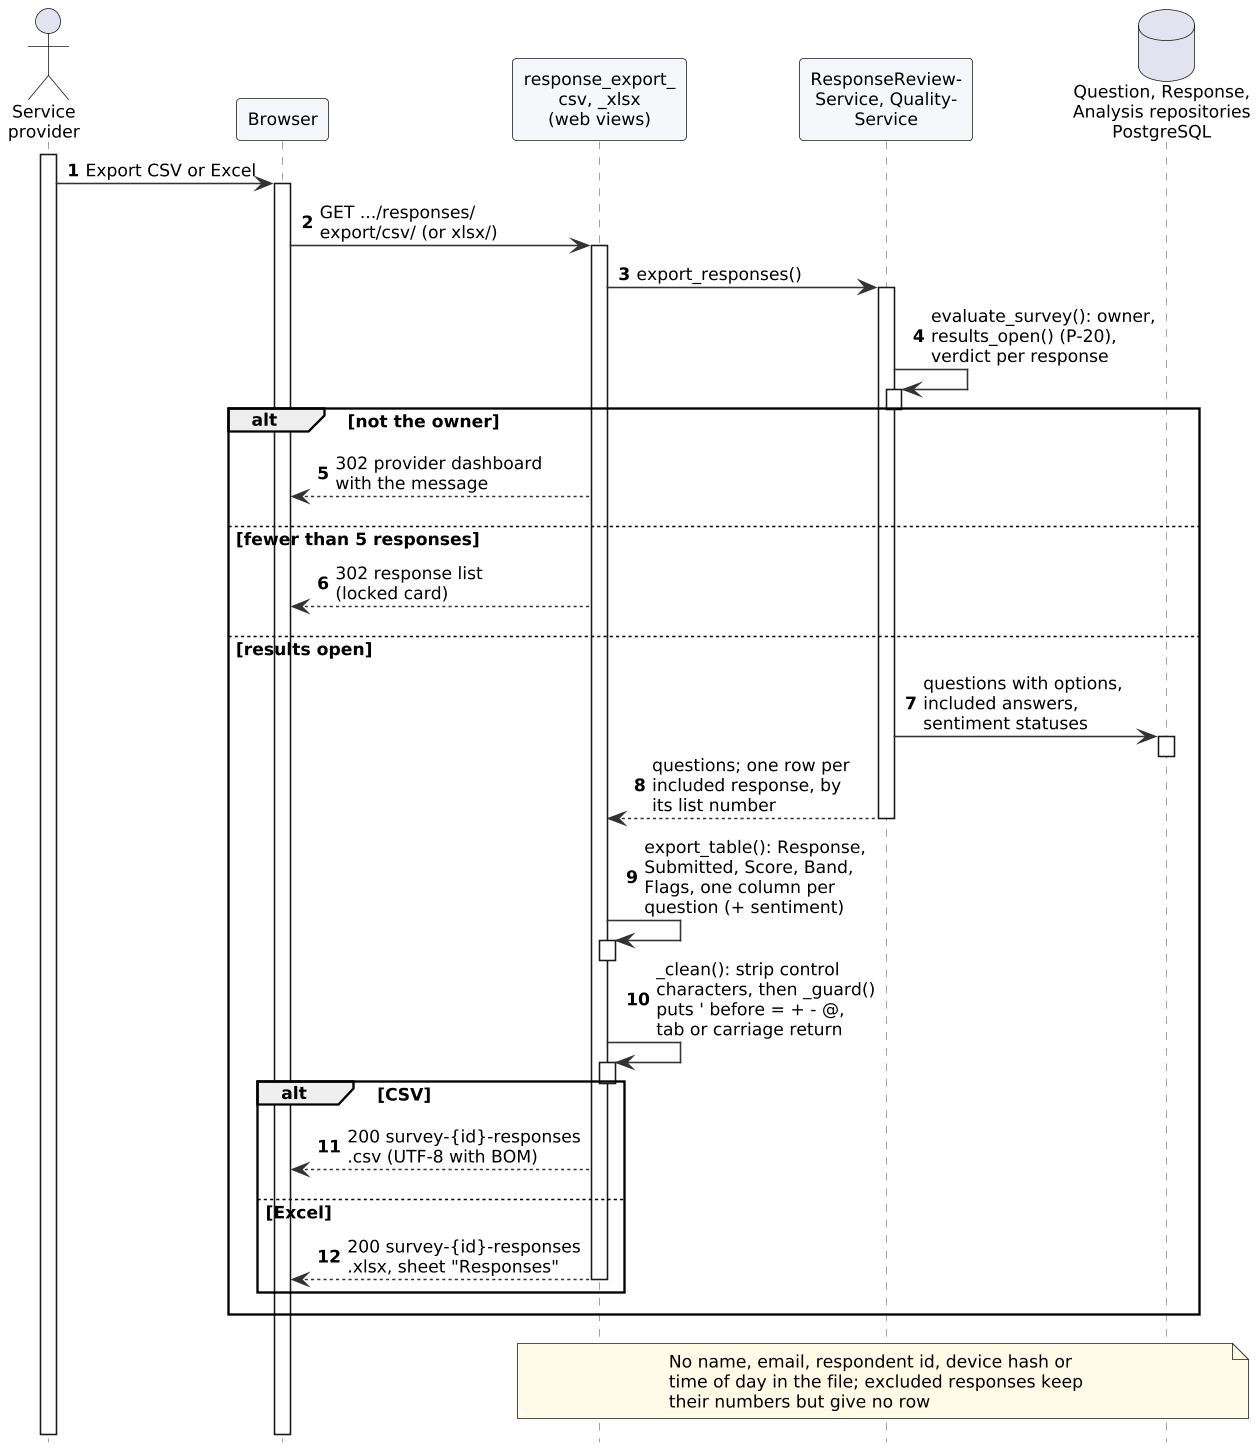 Service
provider
Browser
response_export_
csv, _xlsx
(web views)
ResponseReview-
Service, Quality-
Service
Question, Response,
Analysis repositories
PostgreSQL
1 Export CSV or Excel
2 GET .../responses/
export/csv/ (or xlsx/)
3 export_responses()
4 evaluate_survey(): owner,
results_open() (P-20),
verdict per response
alt [not the owner]
5 302 provider dashboard
with the message
[fewer than 5 responses]
6 302 response list
(locked card)
[results open]
7 questions with options,
included answers,
sentiment statuses
8 questions; one row per
included response, by
its list number
9 export_table(): Response,
Submitted, Score, Band,
Flags, one column per
question (+ sentiment)
10 _clean(): strip control
characters, then _guard()
puts ' before = + - @,
tab or carriage return
alt [CSV]
11 200 survey-{id}-responses
.csv (UTF-8 with BOM)
[Excel]
12 200 survey-{id}-responses
.xlsx, sheet "Responses"
No name, email, respondent id, device hash or
time of day in the file; excluded responses keep
their numbers but give no row